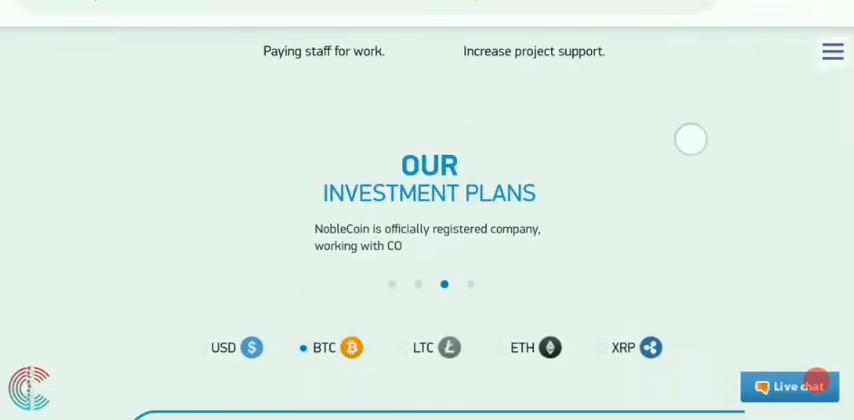 Paying staff for work. Increase project support.
OUR
INVESTMENT PLANS
NobleCoin is officially registered company,
working with CO
USD BTC LTC ETH XRP
Live chat